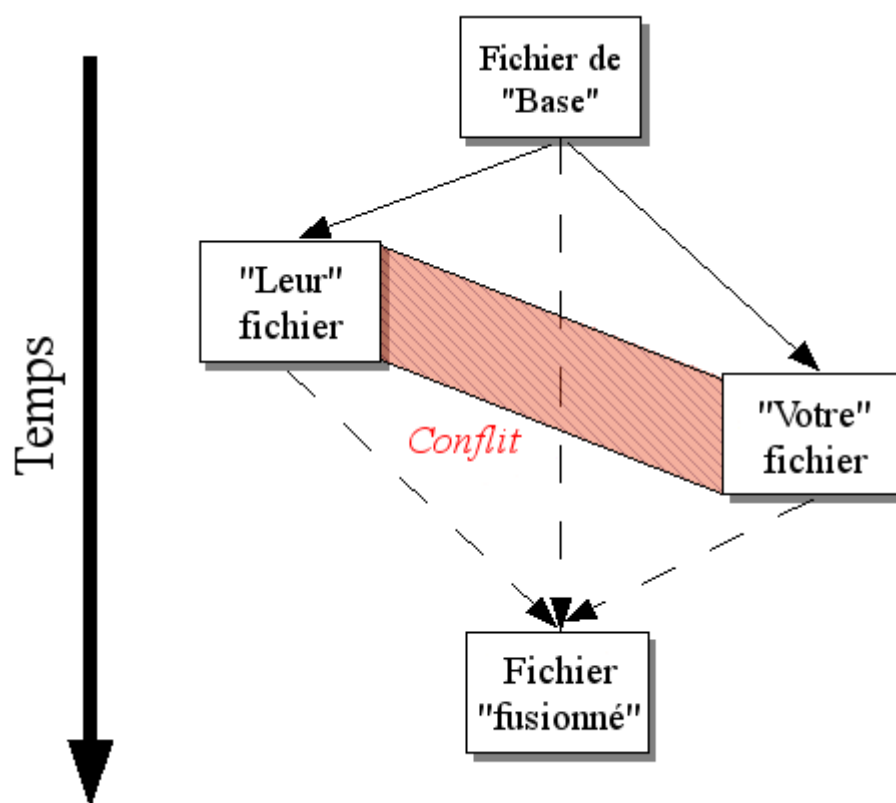 Fichier de
"Base"
"Leur"
fichier
Temps
"Votre"
fichier
Conflit
Fichier
"fusionné"